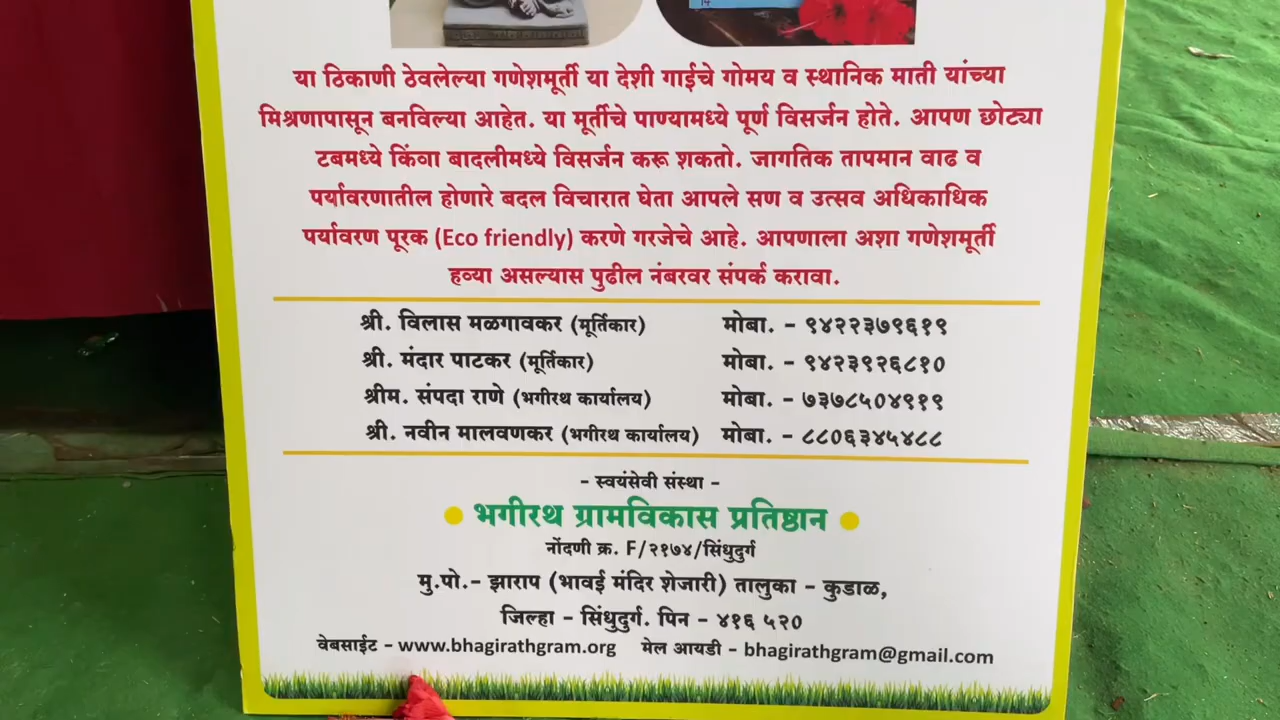 या ठिकाणी ठेवलेल्या गणेशमूर्ती या देशी गाईचे गोमय व स्थानिक माती यांच्या
मिश्रणापासून बनविल्या आहेत. या मूर्तीचे पाण्यामध्ये पूर्ण विसर्जन होते. आपण छोट्या
टबमध्ये किंवा बादलीमध्ये विसर्जन करू शकतो. जागतिक तापमान वाढ व
पर्यावरणातील होणारे बदल विचारात घेता आपले सण व उत्सव अधिकाधिक
पर्यावरण पूरक (Eco friendly) करणे गरजेचे आहे. आपणाला अशा गणेशमूर्ती
हव्या असल्यास पुढील नंबरवर संपर्क करावा.
श्री. विलास मळगावकर (मूर्तिकार) मोबा. - ९४२२३७९६१९
श्री. मंदार पाटकर (मूर्तिकार) मोबा. - ९४२३९२६८१०
श्रीम. संपदा राणे (भगीरथ कार्यालय) मोबा. - ७३७८५०४९१९
श्री. नवीन मालवणकर (भगीरथ कार्यालय) मोबा. - ८८०६३४५४८८
- स्वयंसेवी संस्था -
भगीरथ ग्रामविकास प्रतिष्ठान
नोंदणी क्र. F/२१७४/सिंधुदुर्ग
मु.पो.- झाराप (भावई मंदिर शेजारी) तालुका - कुडाळ,
जिल्हा - सिंधुदुर्ग. पिन - ४१६ ५२०
वेबसाईट - www.bhagirathgram.org मेल आयडी - bhagirathgram@gmail.com